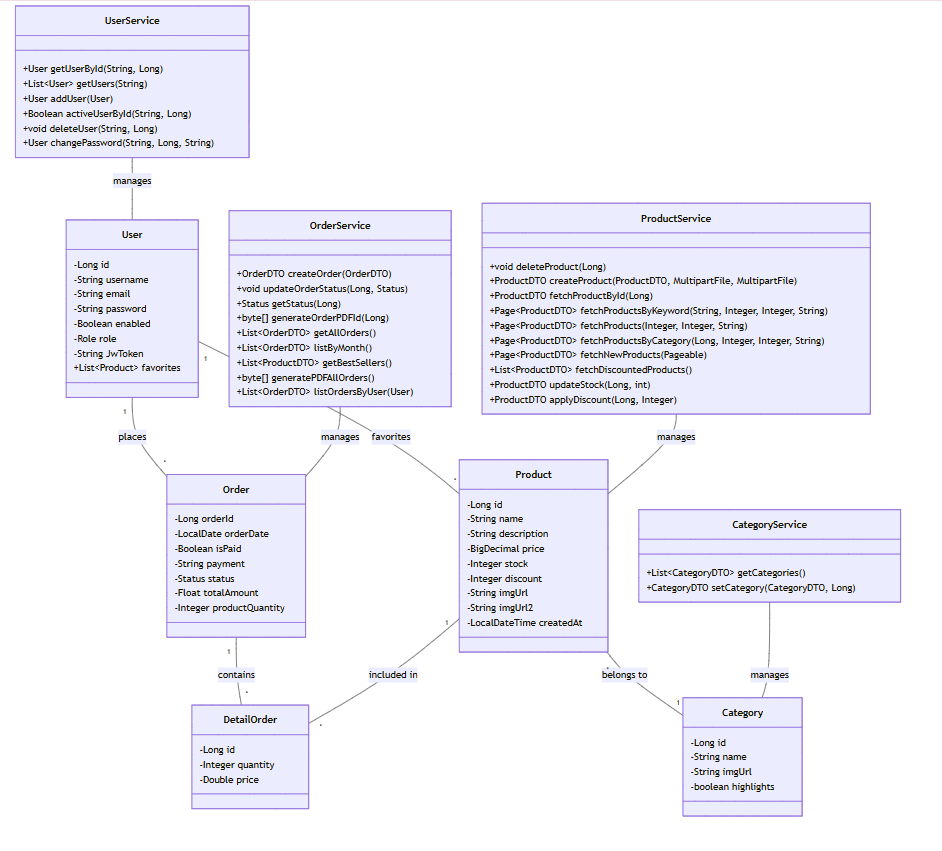 UserService
+User getUserById(String, Long)
+List<User> getUsers(String)
+User addUser(User)
+Boolean activeUserById(String, Long)
+void deleteUser(String, Long)
+User changePassword(String, Long, String)
manages
User
-Long id
-String username
-String email
-String password
-Boolean enabled
-Role role
-String JwToken
+List<Product> favorites
OrderService
+OrderDTO createOrder(OrderDTO)
+void updateOrderStatus(Long, Status)
+Status getStatus(Long)
+byte[] generateOrderPDFId(Long)
+List<OrderDTO> getAllOrders()
+List<OrderDTO> listByMonth()
+List<ProductDTO> getBestSellers()
+byte[] generatePDFAllOrders()
+List<OrderDTO> listOrdersByUser(User)
ProductService
+void deleteProduct(Long)
+ProductDTO createProduct(ProductDTO, MultipartFile, MultipartFile)
+ProductDTO fetchProductById(Long)
+Page<ProductDTO> fetchProductsByKeyword(String, Integer, Integer, String)
+Page<ProductDTO> fetchProducts(Integer, Integer, String)
+Page<ProductDTO> fetchProductsByCategory(Long, Integer, Integer, String)
+Page<ProductDTO> fetchNewProducts(Pageable)
+List<ProductDTO> fetchDiscountedProducts()
+ProductDTO updateStock(Long, int)
+ProductDTO applyDiscount(Long, Integer)
1
1
places
manages
favorites
manages
Order
-Long orderId
-LocalDate orderDate
-Boolean isPaid
-String payment
-Status status
-Float totalAmount
-Integer productQuantity
Product
-Long id
-String name
-String description
-BigDecimal price
-Integer stock
-Integer discount
-String imgUrl
-String imgUrl2
-LocalDateTime createdAt
CategoryService
+List<CategoryDTO> getCategories()
+CategoryDTO setCategory(CategoryDTO, Long)
1
1
contains
included in
belongs to
manages
1
DetailOrder
-Long id
-Integer quantity
-Double price
Category
-Long id
-String name
-String imgUrl
-boolean highlights